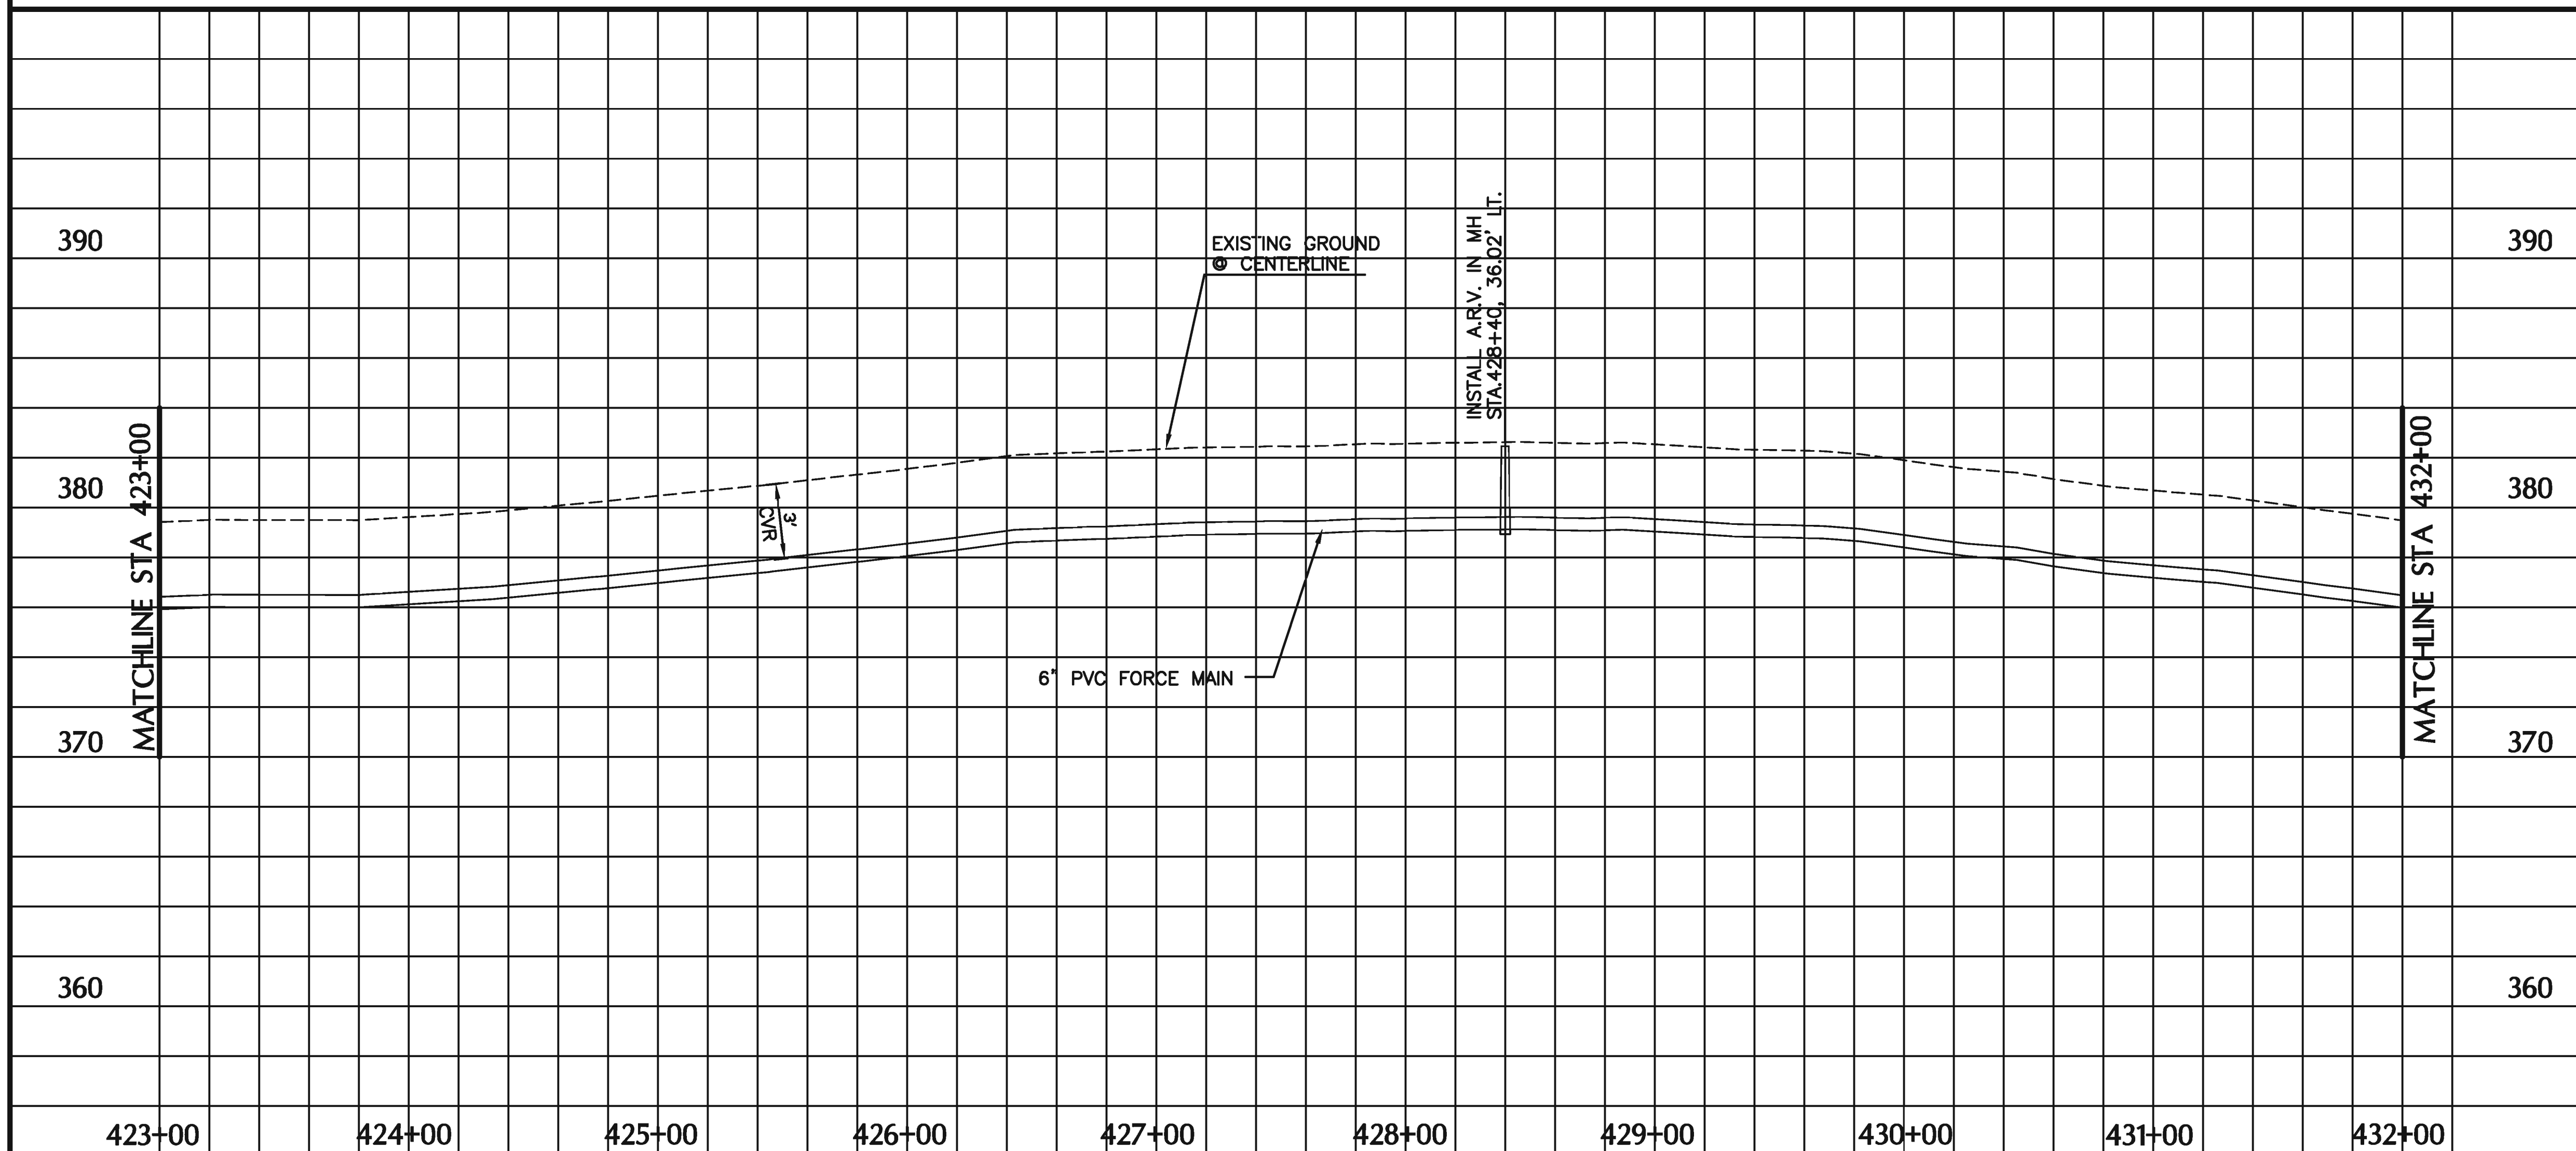 INSTALL A.R.V. IN MH
STA.428+40, 36.02' LT.
EXISTING GROUND
@ CENTERLINE
390
390
380
380
MATCHLINE STA 423+00
3'
CVR
MATCHLINE STA 432+00
6" PVC FORCE MAIN
370
370
360
360
423+00 424+00 425+00 426+00 427+00 428+00 429+00 430+00 431+00 432+00